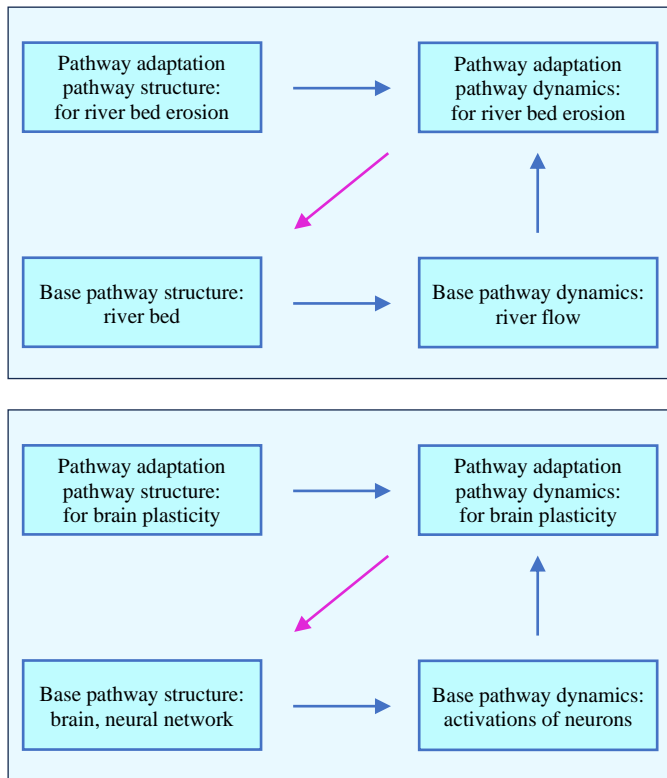 Pathway adaptation
pathway structure:
for river bed erosion
Pathway adaptation
pathway dynamics:
for river bed erosion
Base pathway structure:
river bed
Base pathway dynamics:
river flow
Pathway adaptation
pathway structure:
for brain plasticity
Pathway adaptation
pathway dynamics:
for brain plasticity
Base pathway structure:
brain, neural network
Base pathway dynamics:
activations of neurons